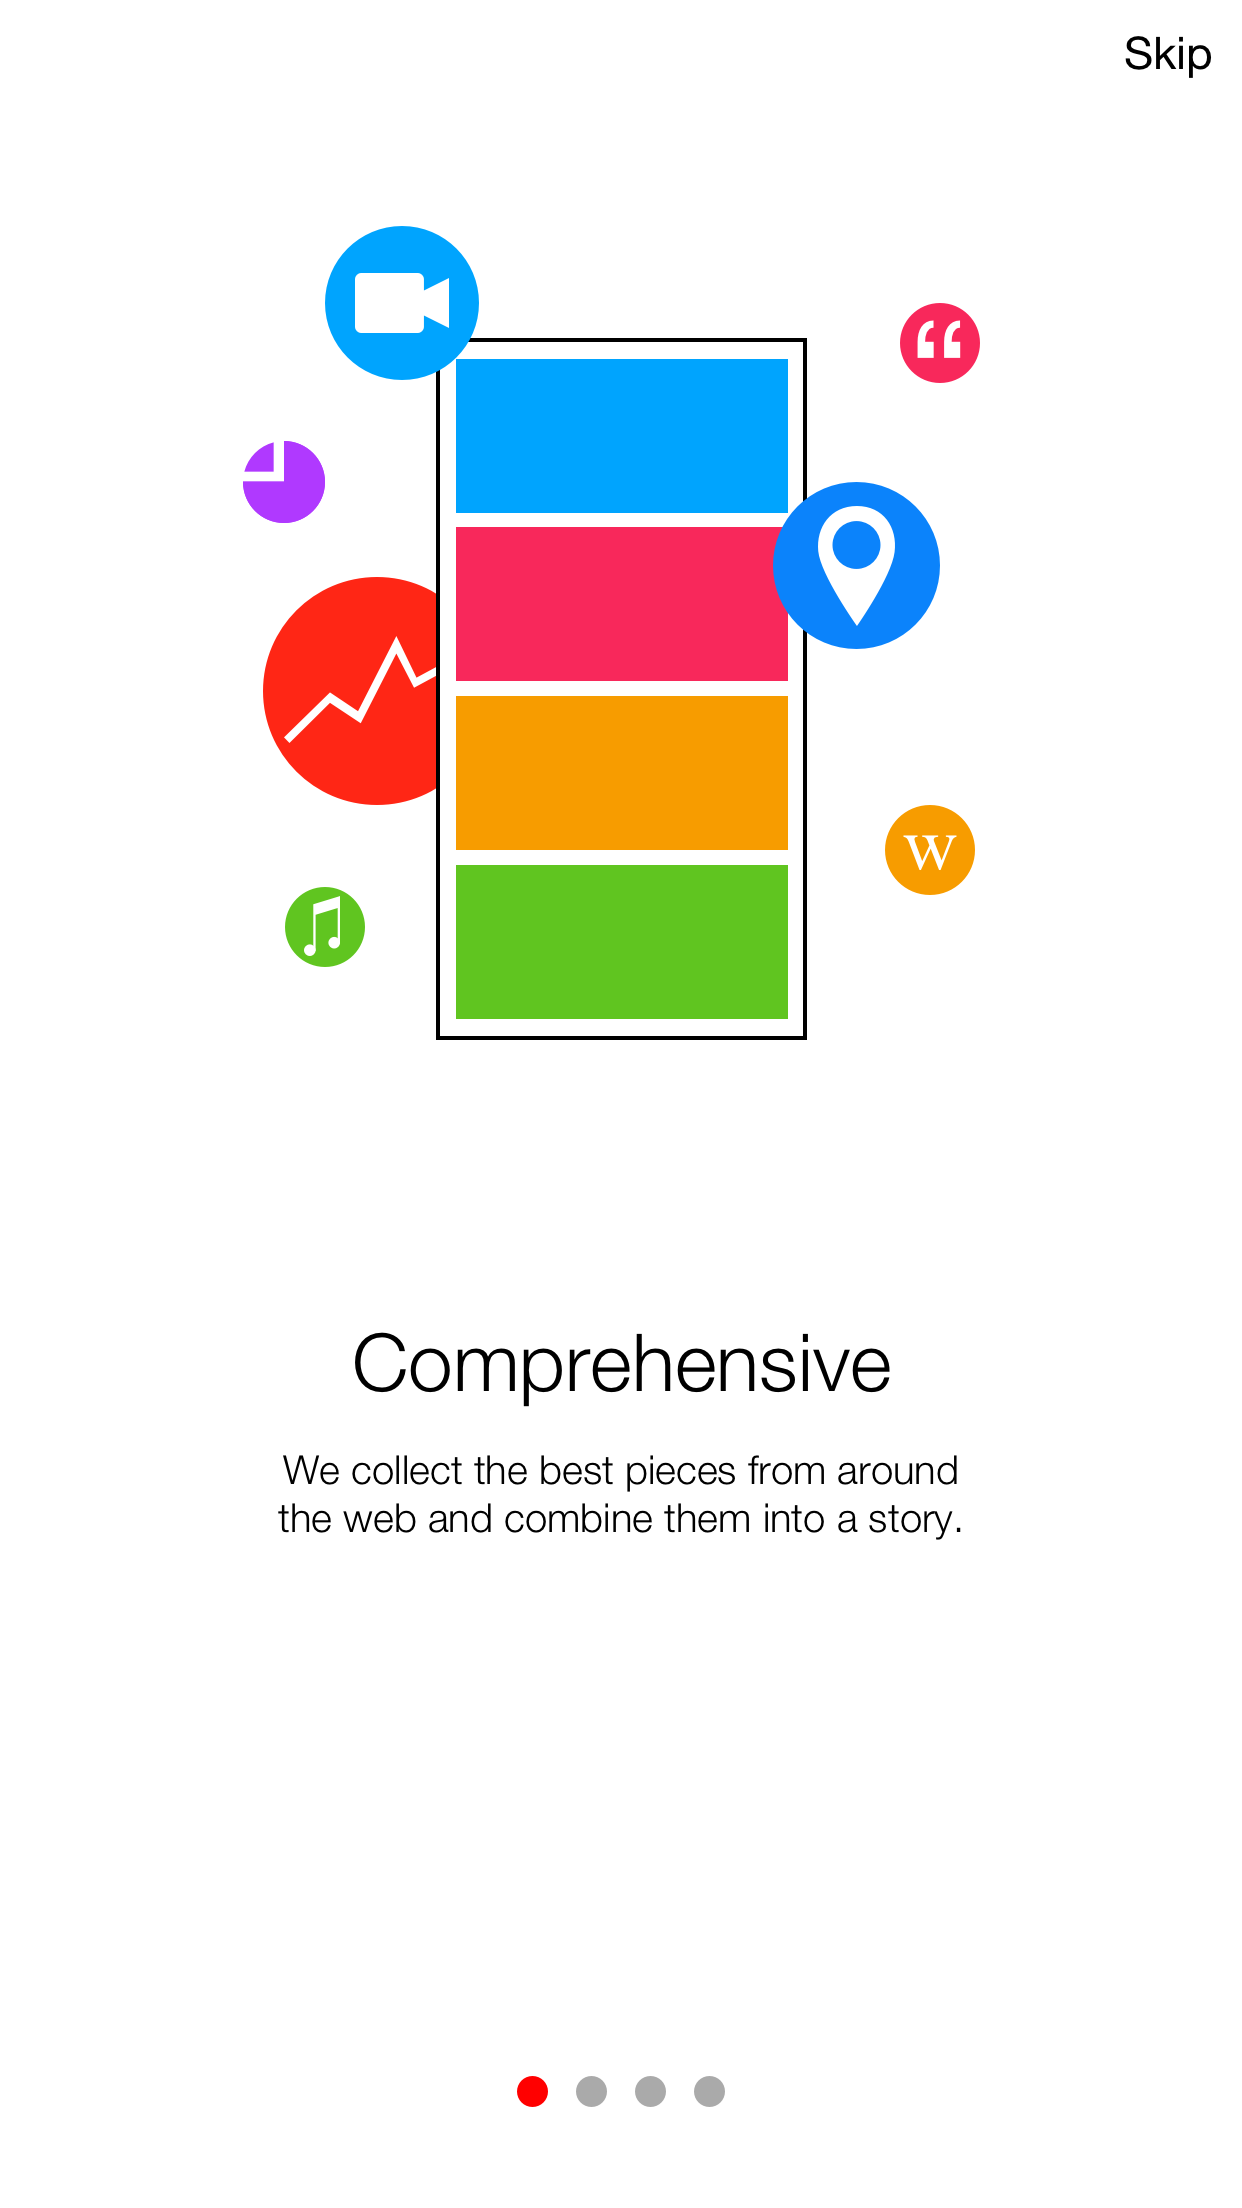 Skip
W
Comprehensive
We collect the best pieces from around
the web and combine them into a story.